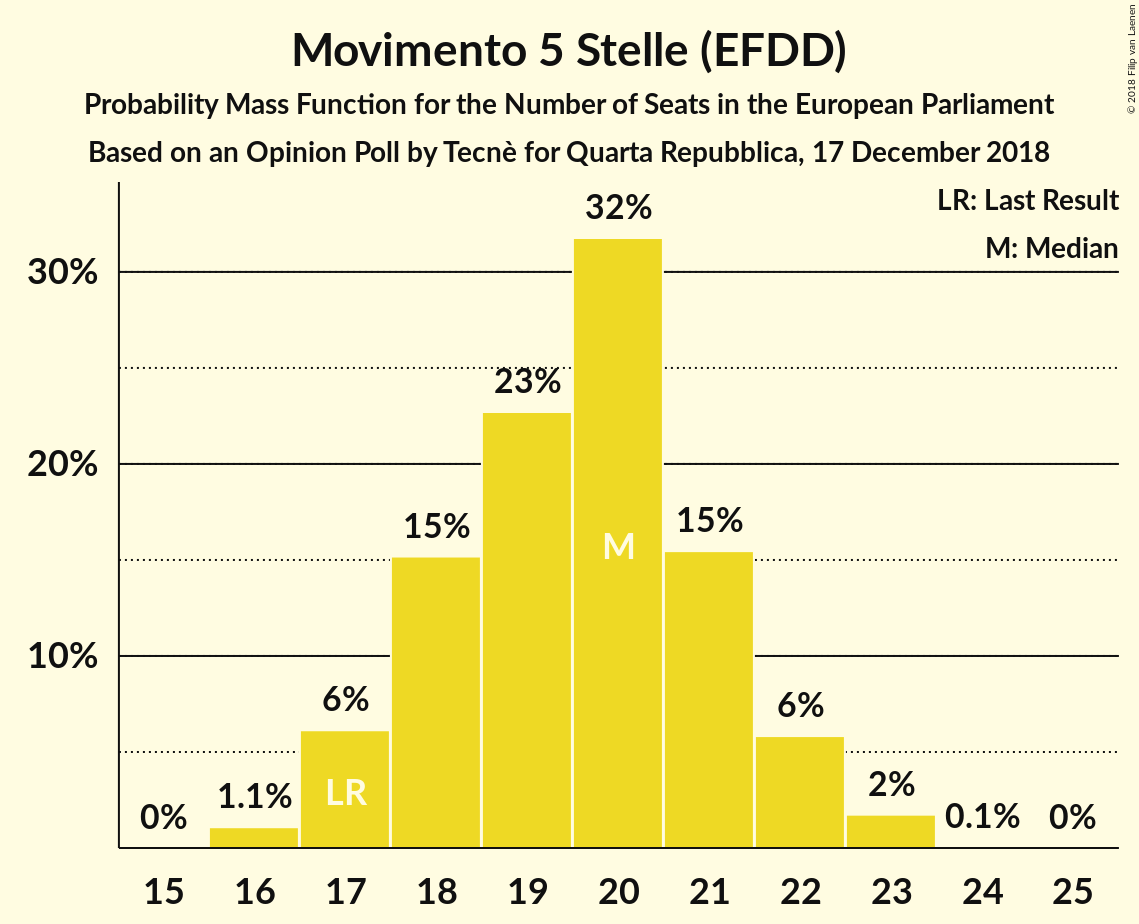 Movimento 5 Stelle (EFDD)
Probability Mass Function for the Number of Seats in the European Parliament
Based on an Opinion Poll by Tecnè for Quarta Repubblica, 17 December 2018
© 2018 Filip van Laenen
LR: Last Result
M: Median
30%
20%
10%
0%
1.1%
6%
15%
23%
32%
15%
6%
2%
0.1%
0%
LR
M
15 16 17 18 19 20 21 22 23 24 25